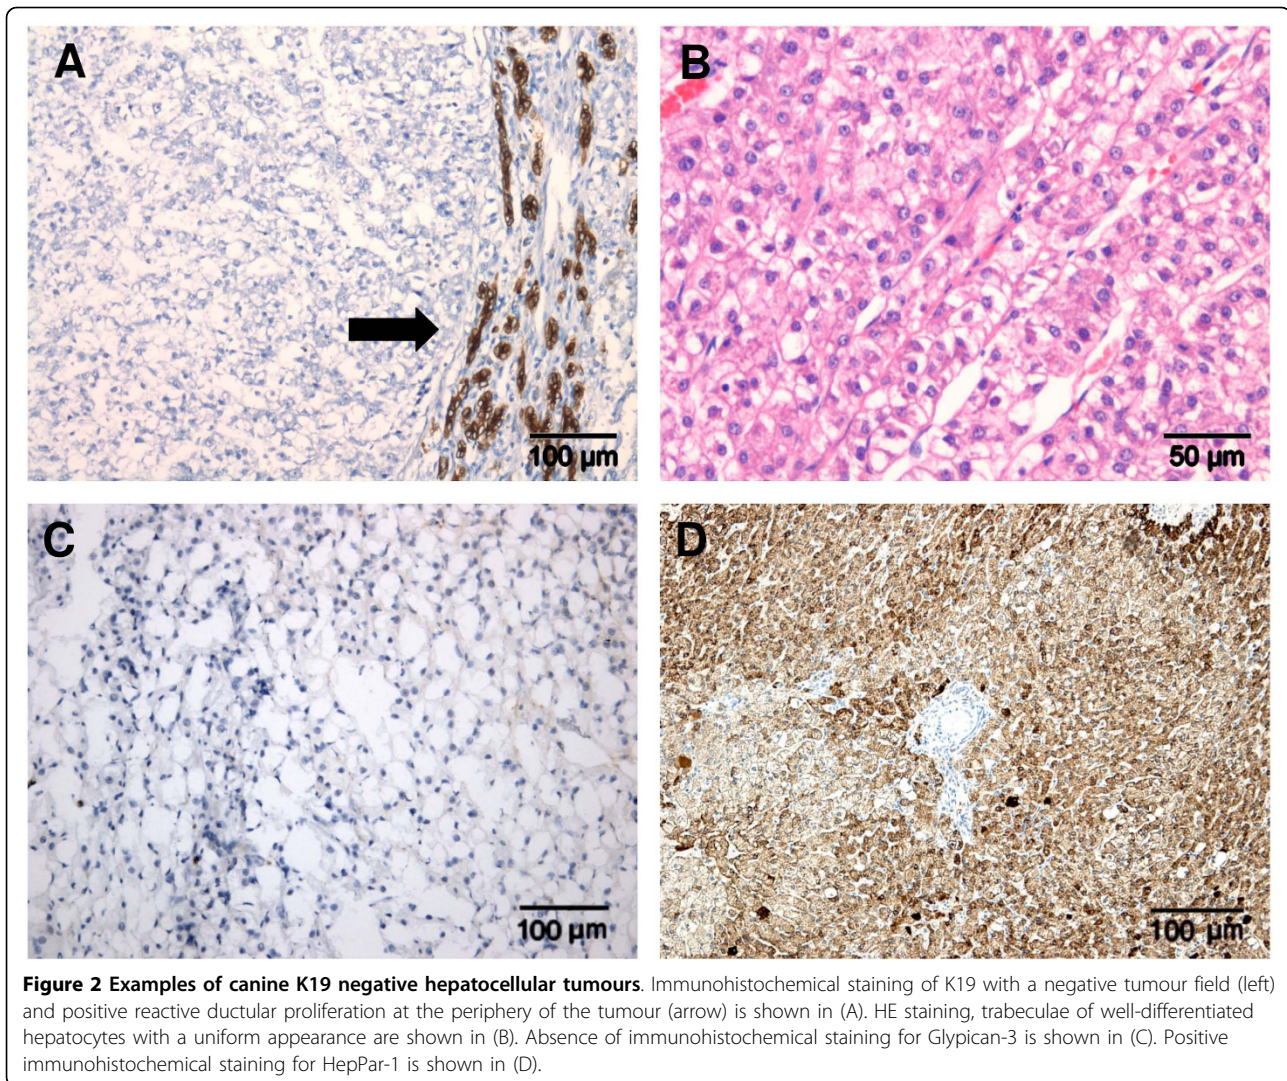 A
B
100 µm
50 µm
C
D
100 µm
100 µm
Figure 2 Examples of canine K19 negative hepatocellular tumours. Immunohistochemical staining of K19 with a negative tumour field (left)
and positive reactive ductular proliferation at the periphery of the tumour (arrow) is shown in (A). HE staining, trabeculae of well-differentiated
hepatocytes with a uniform appearance are shown in (B). Absence of immunohistochemical staining for Glypican-3 is shown in (C). Positive
immunohistochemical staining for HepPar-1 is shown in (D).